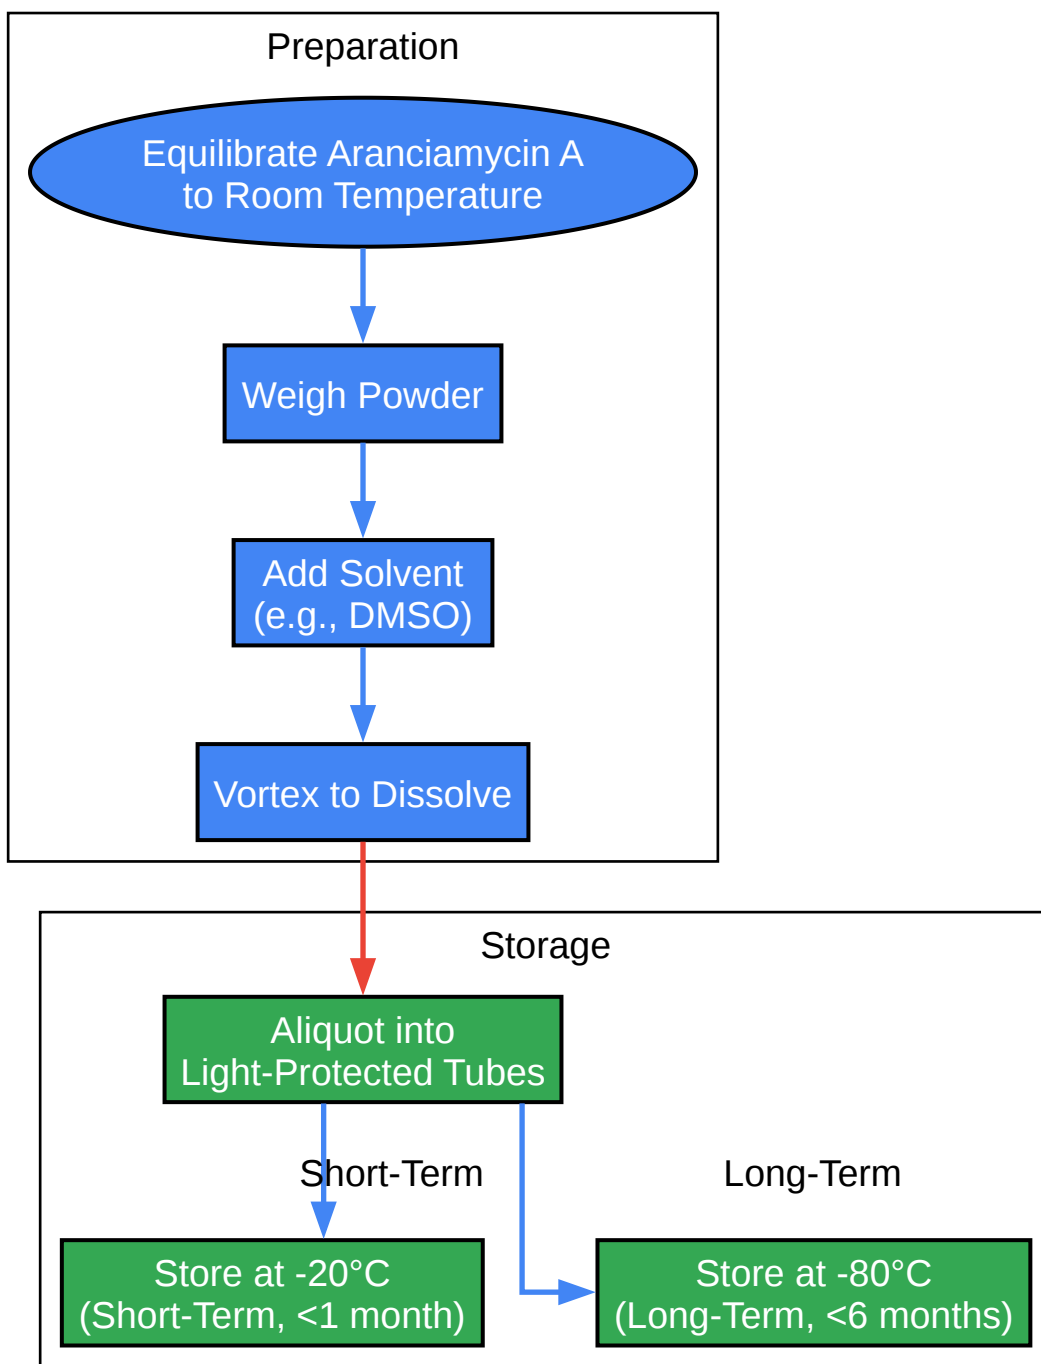 Preparation
Equilibrate Aranciamycin A
to Room Temperature
Weigh Powder
Add Solvent
(e.g., DMSO)
Vortex to Dissolve
Storage
Aliquot into
Light-Protected Tubes
Short-Term
Long-Term
Store at -20°C
(Short-Term, <1 month)
Store at -80°C
(Long-Term, <6 months)